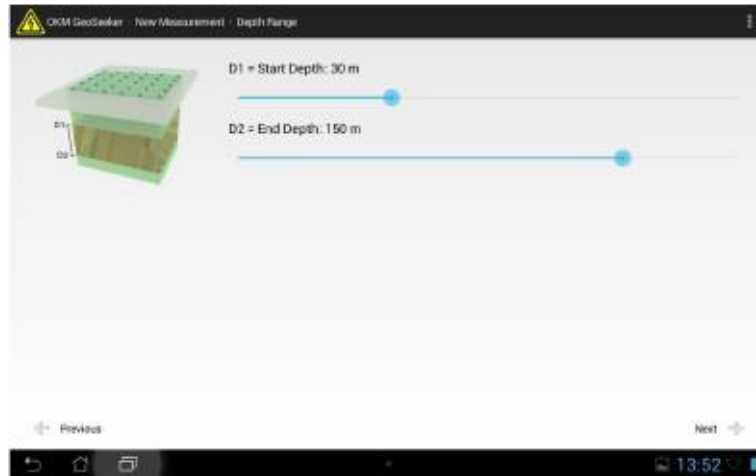 OKM GeoSeeker - New Measurement - Depth Range
D1 = Start Depth: 30 m
D1
D2 = End Depth: 150 m
D2
Previous
Next
13:52